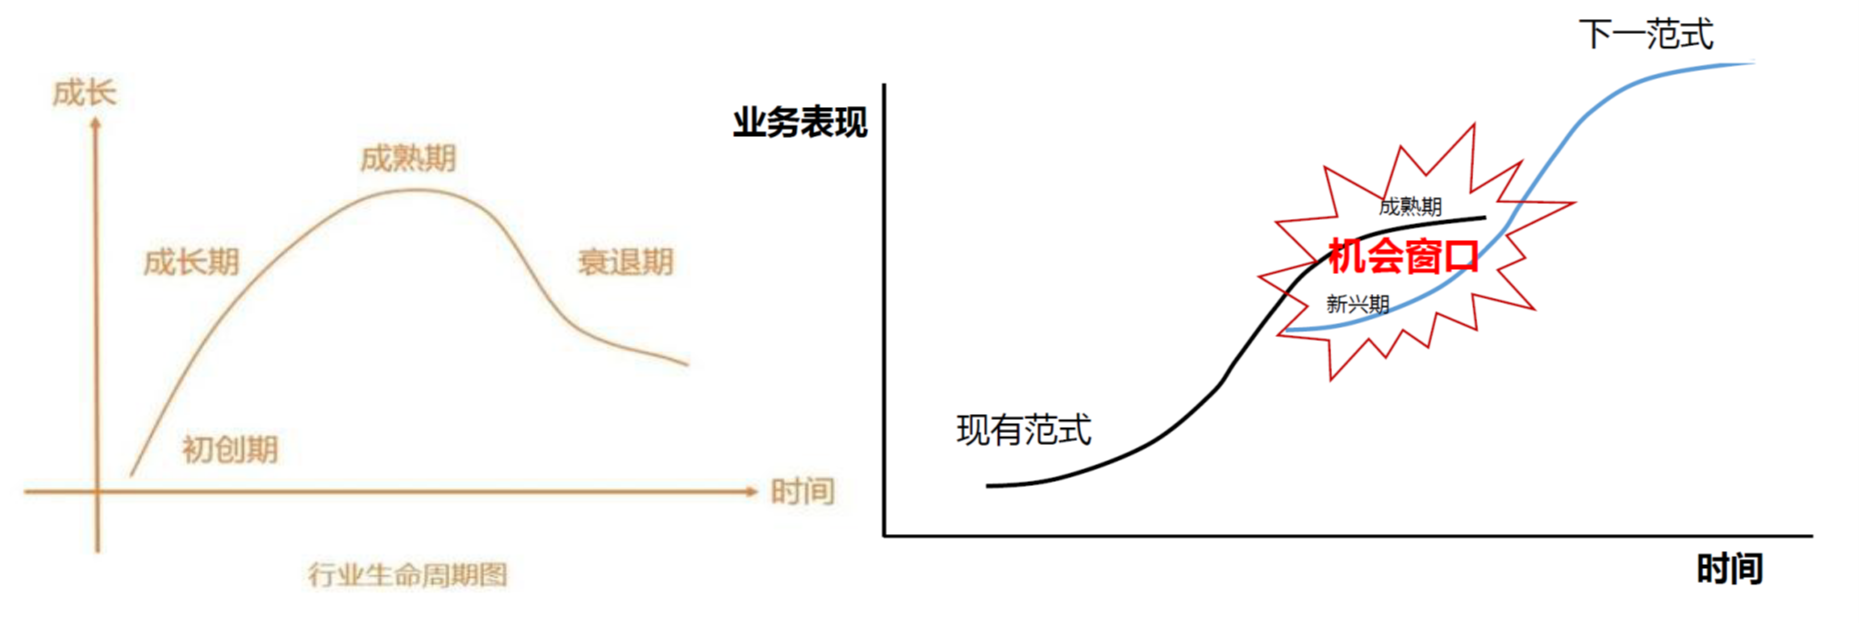 成长
成熟期
成长期
衰退期
初创期
时间
行业生命周期图
下一范式
业务表现
成熟期
机会窗口
新兴期
现有范式
时间